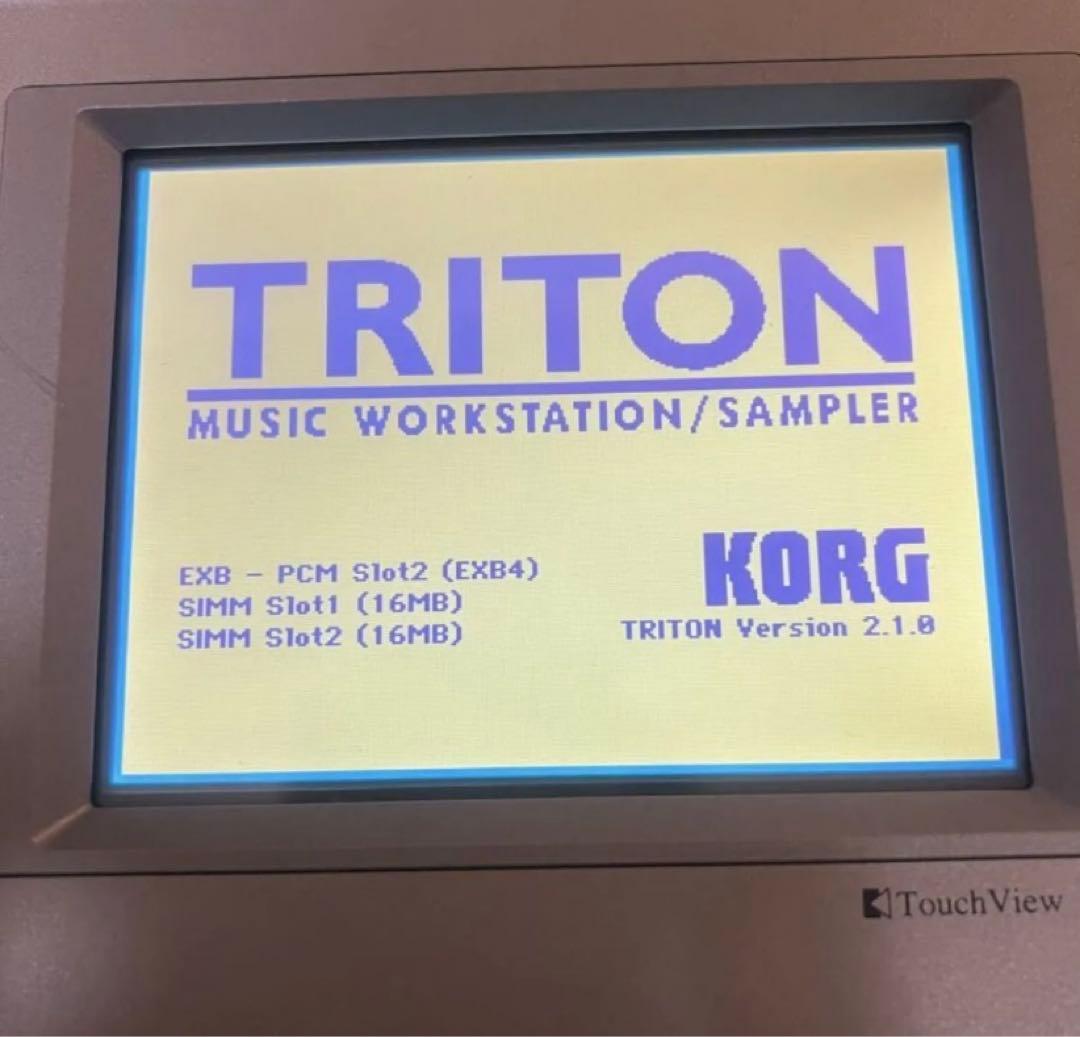 TRITON
MUSIC WORKSTATION/SAMPLER
EXB - PCM Slot2 (EXB4)
SIMM Slot1 (16MB)
SIMM Slot2 (16MB)
KORG
TRITON Version 2.1.0
TouchView